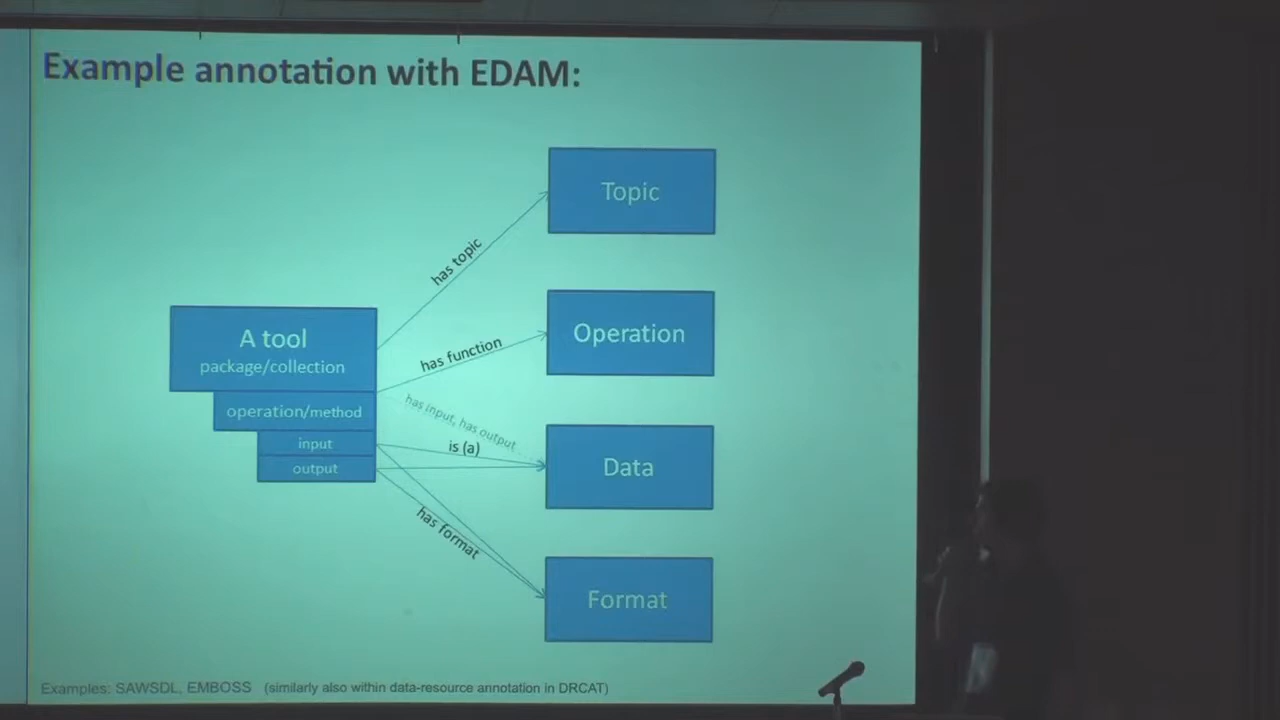 Example annotation with EDAM:
Topic
has topic
A tool
package/collection
has function
Operation
operation/method
has input, has output
input
is (a)
output
Data
has format
Format
Examples: SAWSDL, EMBOSS (similarly also within data-resource annotation in DRCAT)